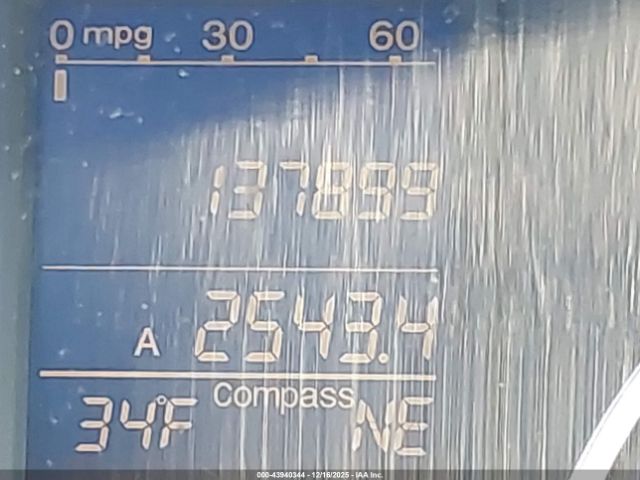 0 mpg 30 60
137899
A 2543.4
Compass
34°F NE
000-43940344 - 12/16/2025 - IAA Inc.